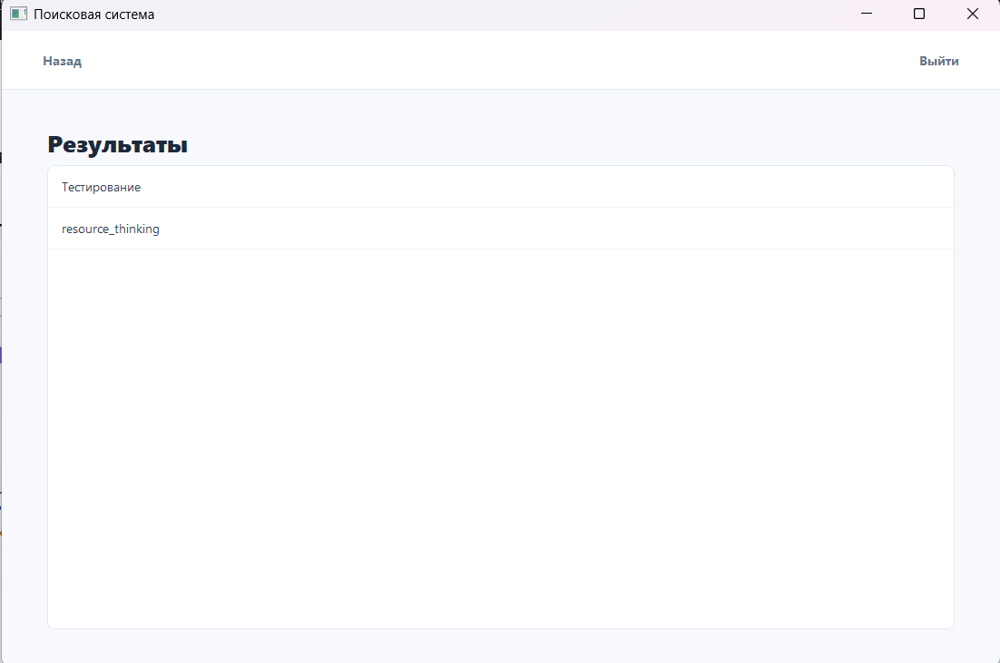 Поисковая система
Назад
Выйти
Результаты
Тестирование
resource_thinking